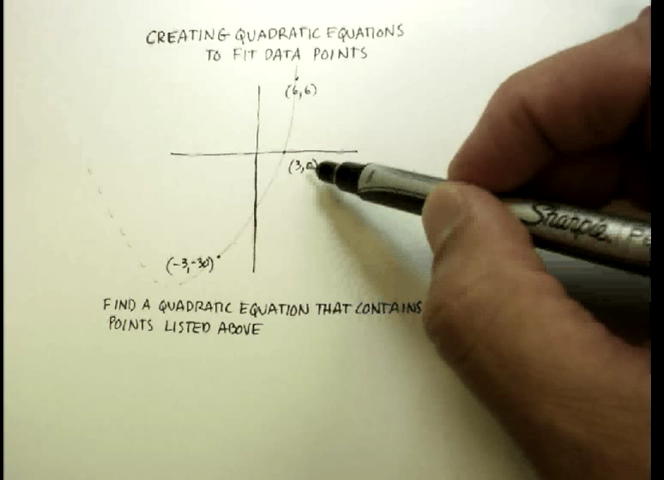 CREATING QUADRATIC EQUATIONS
TO FIT DATA POINTS
(6,6)
(3,0)
(-3,-30)
FIND A QUADRATIC EQUATION THAT CONTAINS
POINTS LISTED ABOVE
Sharpie